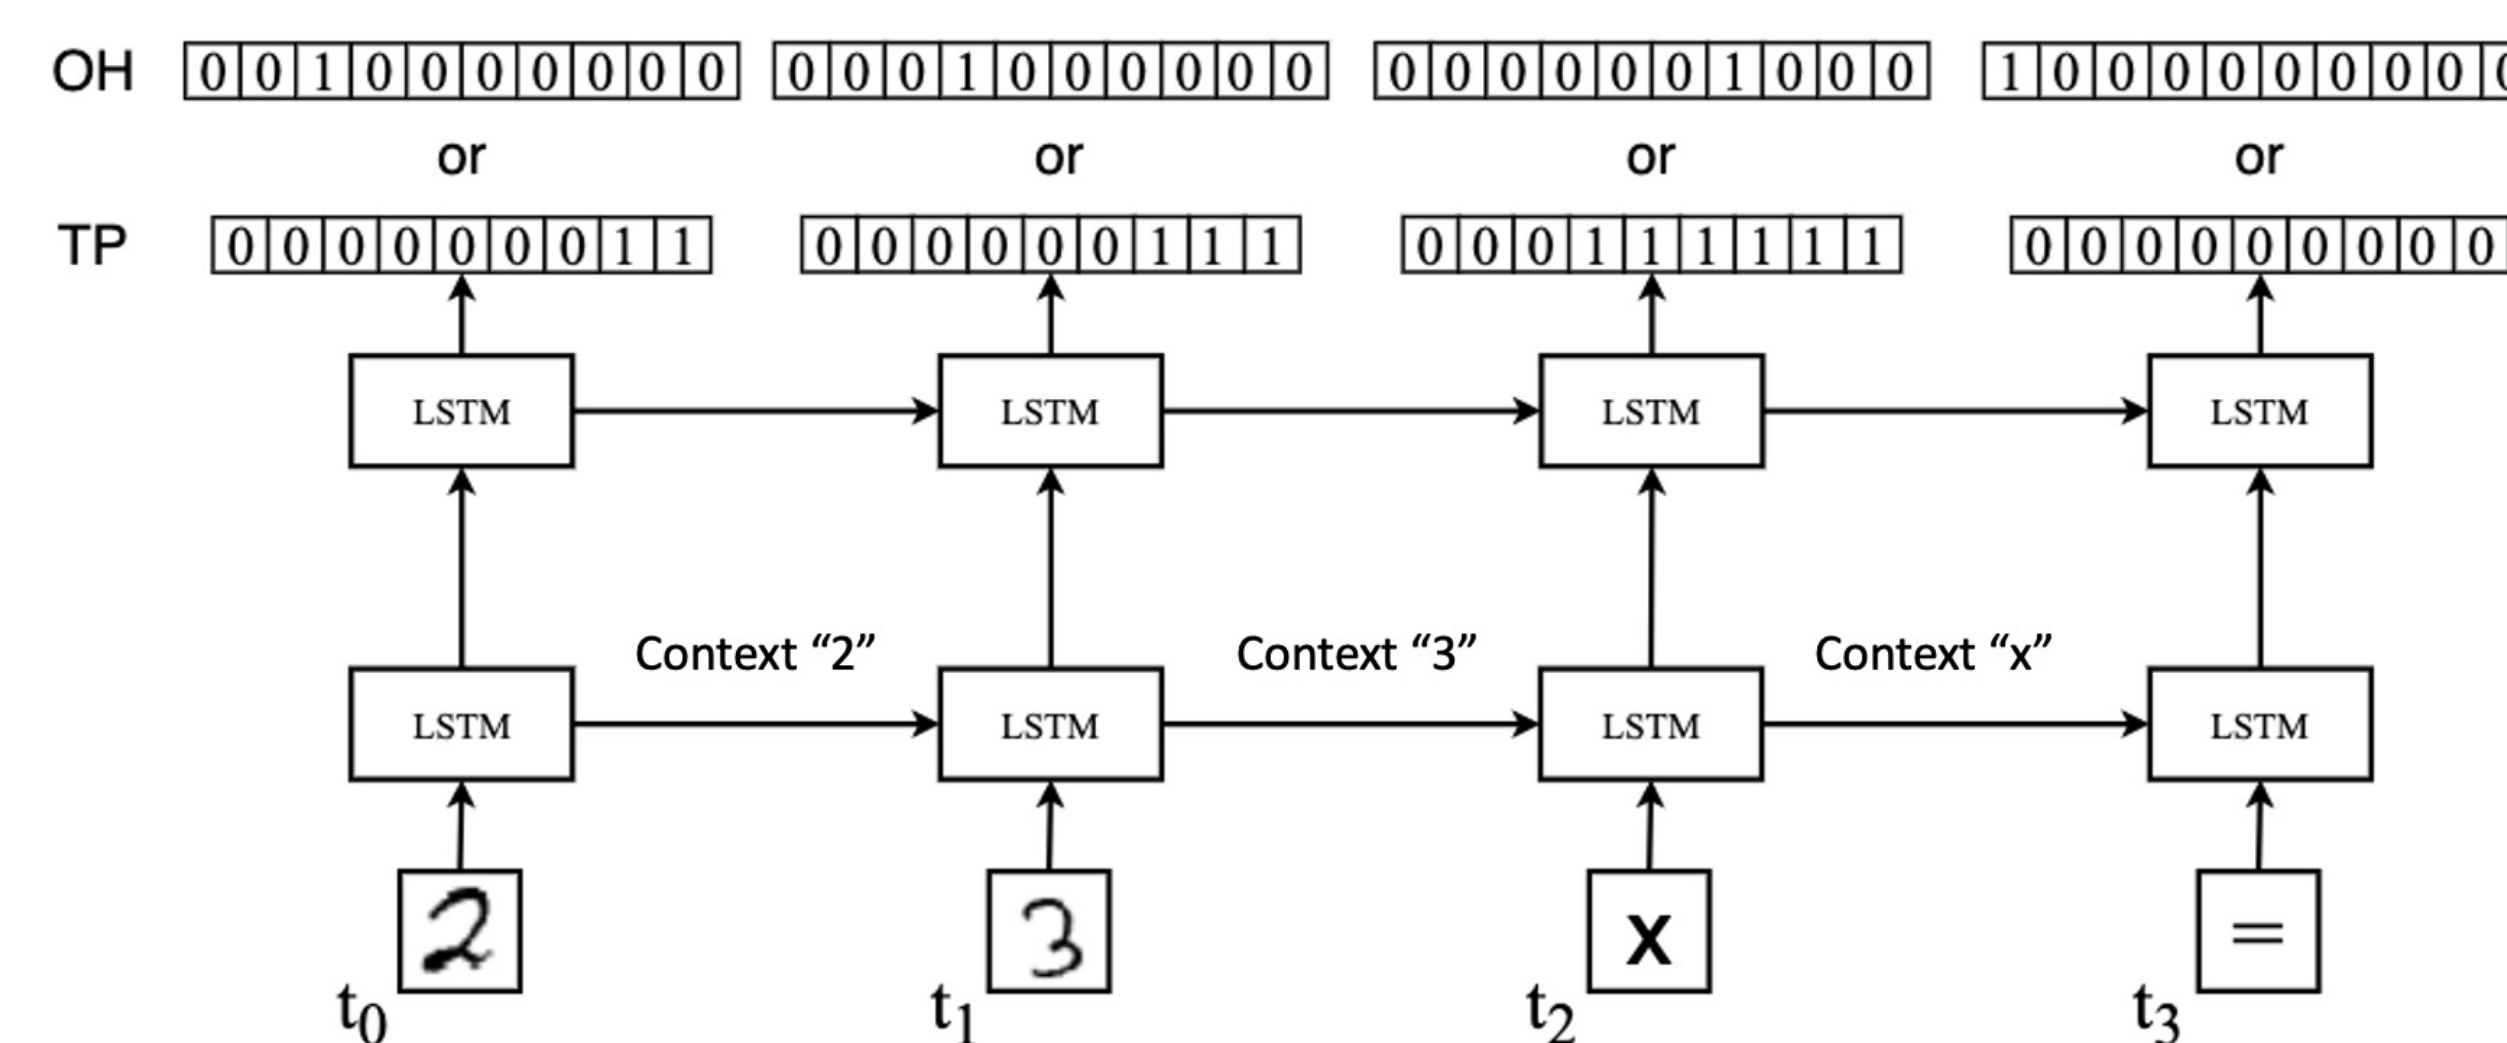 OH 0 0 1 0 0 0 0 0 0 0 0 0 0 1 0 0 0 0 0 0 0 0 0 0 0 0 1 0 0 0 1 0 0 0 0 0 0 0 0 0
or or or or
TP 0 0 0 0 0 0 0 1 1 0 0 0 0 0 0 1 1 1 0 0 0 1 1 1 1 1 1 0 0 0 0 0 0 0 0 0
LSTM LSTM LSTM LSTM
Context “2” Context “3” Context “x”
LSTM LSTM LSTM LSTM
2 3 x =
t0 t1 t2 t3